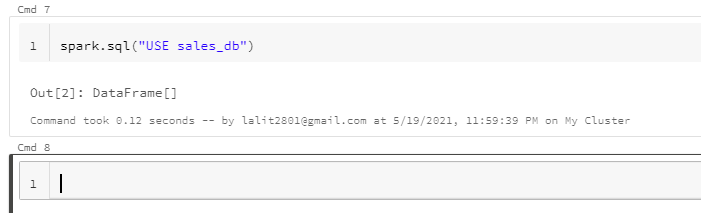 Cmd 7
1 spark.sql("USE sales_db")
Out[2]: DataFrame[]
Command took 0.12 seconds -- by lalit2801@gmail.com at 5/19/2021, 11:59:39 PM on My Cluster
Cmd 8
1